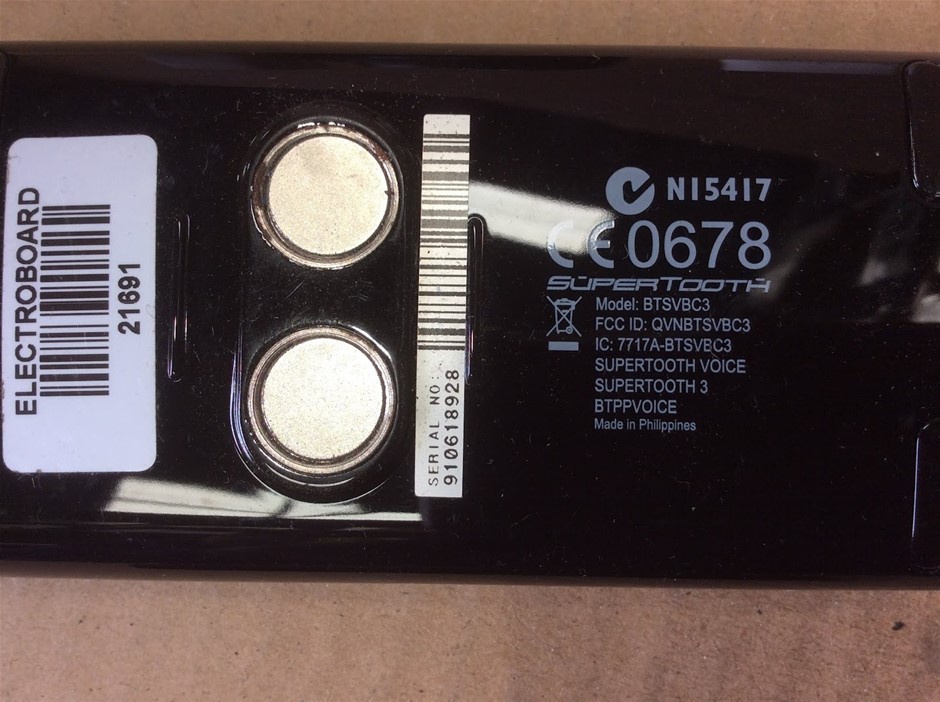 ELECTROBOARD
21691
SERIAL NO:
910618928
N15417
CE0678
SUPERTOOTH
Model: BTSVBC3
FCC ID: QVNBTSVBC3
IC: 7717A-BTSVBC3
SUPERTOOTH VOICE
SUPERTOOTH 3
BTPPVOICE
Made in Philippines